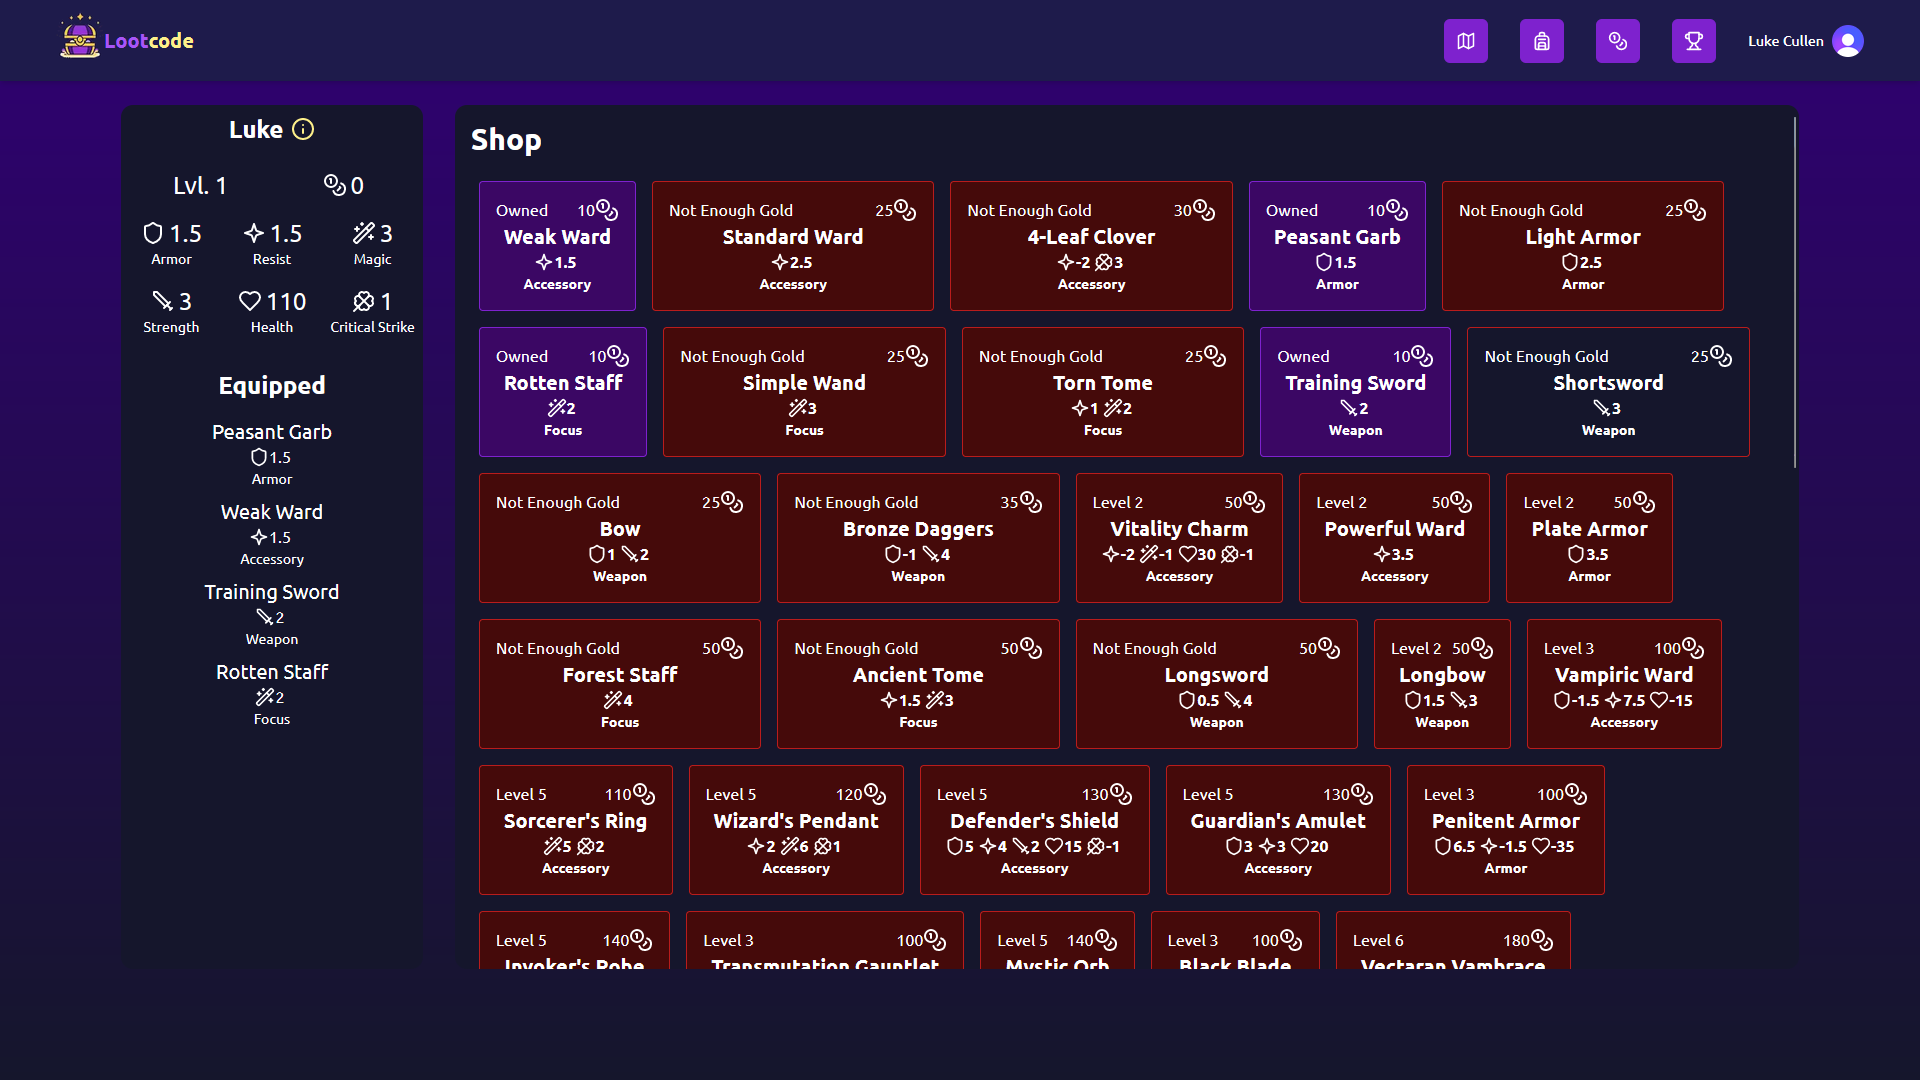 Lootcode
Luke Cullen
Luke
Lvl. 1
0
1.5
1.5
3
Armor
Resist
Magic
3
110
1
Strength
Health
Critical Strike
Equipped
Peasant Garb
1.5
Armor
Weak Ward
1.5
Accessory
Training Sword
2
Weapon
Rotten Staff
2
Focus
Shop
Owned 10
Weak Ward
1.5
Accessory
Not Enough Gold 25
Standard Ward
2.5
Accessory
Not Enough Gold 30
4-Leaf Clover
-2 3
Accessory
Owned 10
Peasant Garb
1.5
Armor
Not Enough Gold 25
Light Armor
2.5
Armor
Owned 10
Rotten Staff
2
Focus
Not Enough Gold 25
Simple Wand
3
Focus
Not Enough Gold 25
Torn Tome
1 2
Focus
Owned 10
Training Sword
2
Weapon
Not Enough Gold 25
Shortsword
3
Weapon
Not Enough Gold 25
Bow
1 2
Weapon
Not Enough Gold 35
Bronze Daggers
-1 4
Weapon
Level 2 50
Vitality Charm
-2 -1 30 -1
Accessory
Level 2 50
Powerful Ward
3.5
Accessory
Level 2 50
Plate Armor
3.5
Armor
Not Enough Gold 50
Forest Staff
4
Focus
Not Enough Gold 50
Ancient Tome
1.5 3
Focus
Not Enough Gold 50
Longsword
0.5 4
Weapon
Level 2 50
Longbow
1.5 3
Weapon
Level 3 100
Vampiric Ward
-1.5 7.5 -15
Accessory
Level 5 110
Sorcerer's Ring
5 2
Accessory
Level 5 120
Wizard's Pendant
2 6 1
Accessory
Level 5 130
Defender's Shield
5 4 2 15 -1
Accessory
Level 5 130
Guardian's Amulet
3 3 20
Accessory
Level 3 100
Penitent Armor
6.5 -1.5 -35
Armor
Level 5 140
Invoker's Robe
Level 3 100
Transmutation Gauntlet
Level 5 140
Mystic Orb
Level 3 100
Black Blade
Level 6 180
Vectaran Vambrace